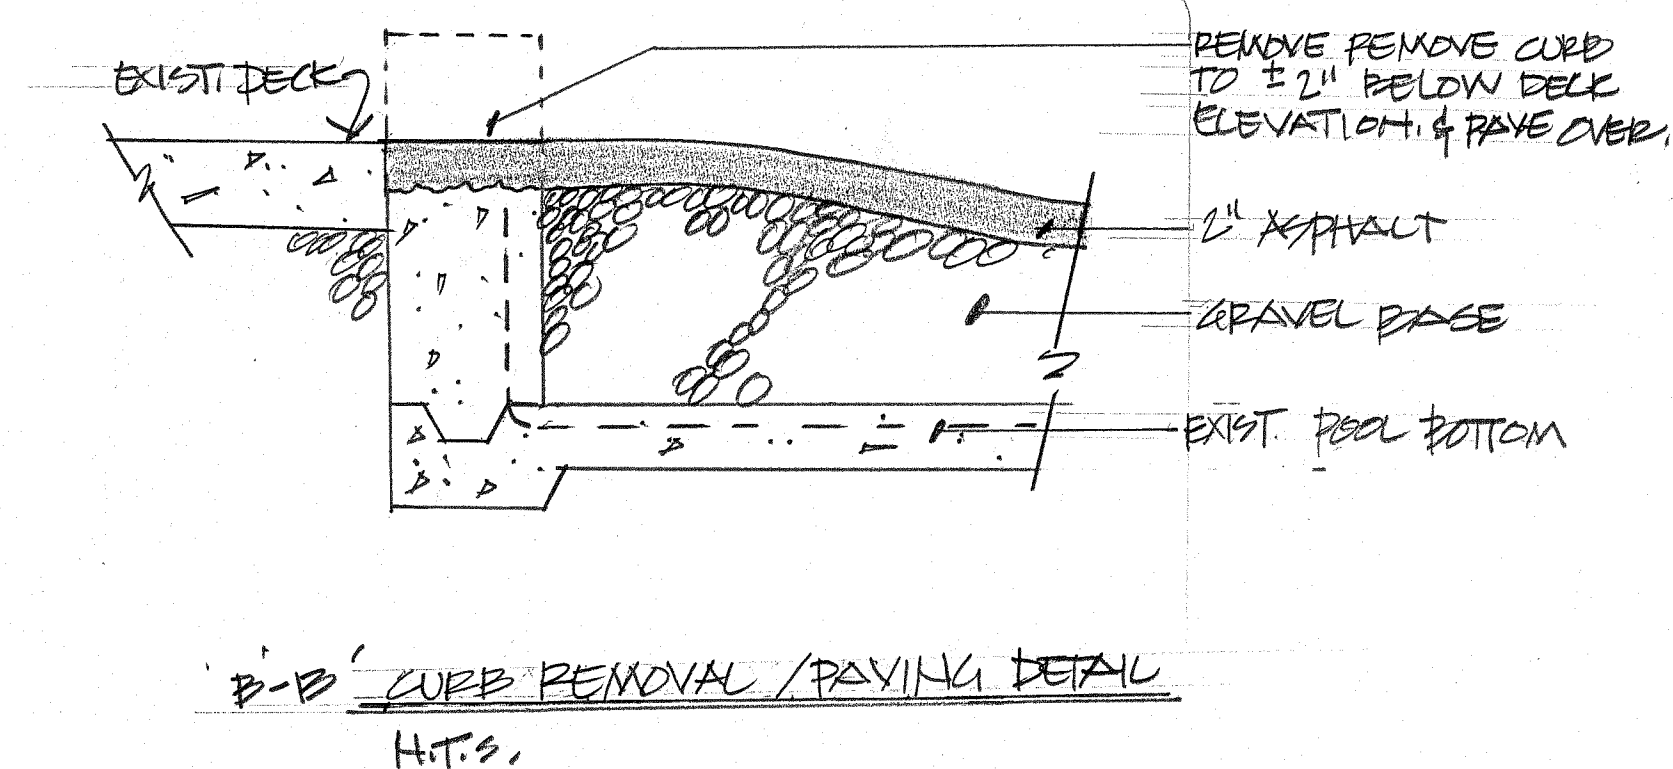 EXIST. DECK
REMOVE REMOVE CURB
TO ± 2" BELOW DECK
ELEVATION. & PAVE OVER.
2" ASPHALT
GRAVEL BASE
EXIST. POOL BOTTOM
'B-B' CURB REMOVAL / PAVING DETAIL
N.T.S.